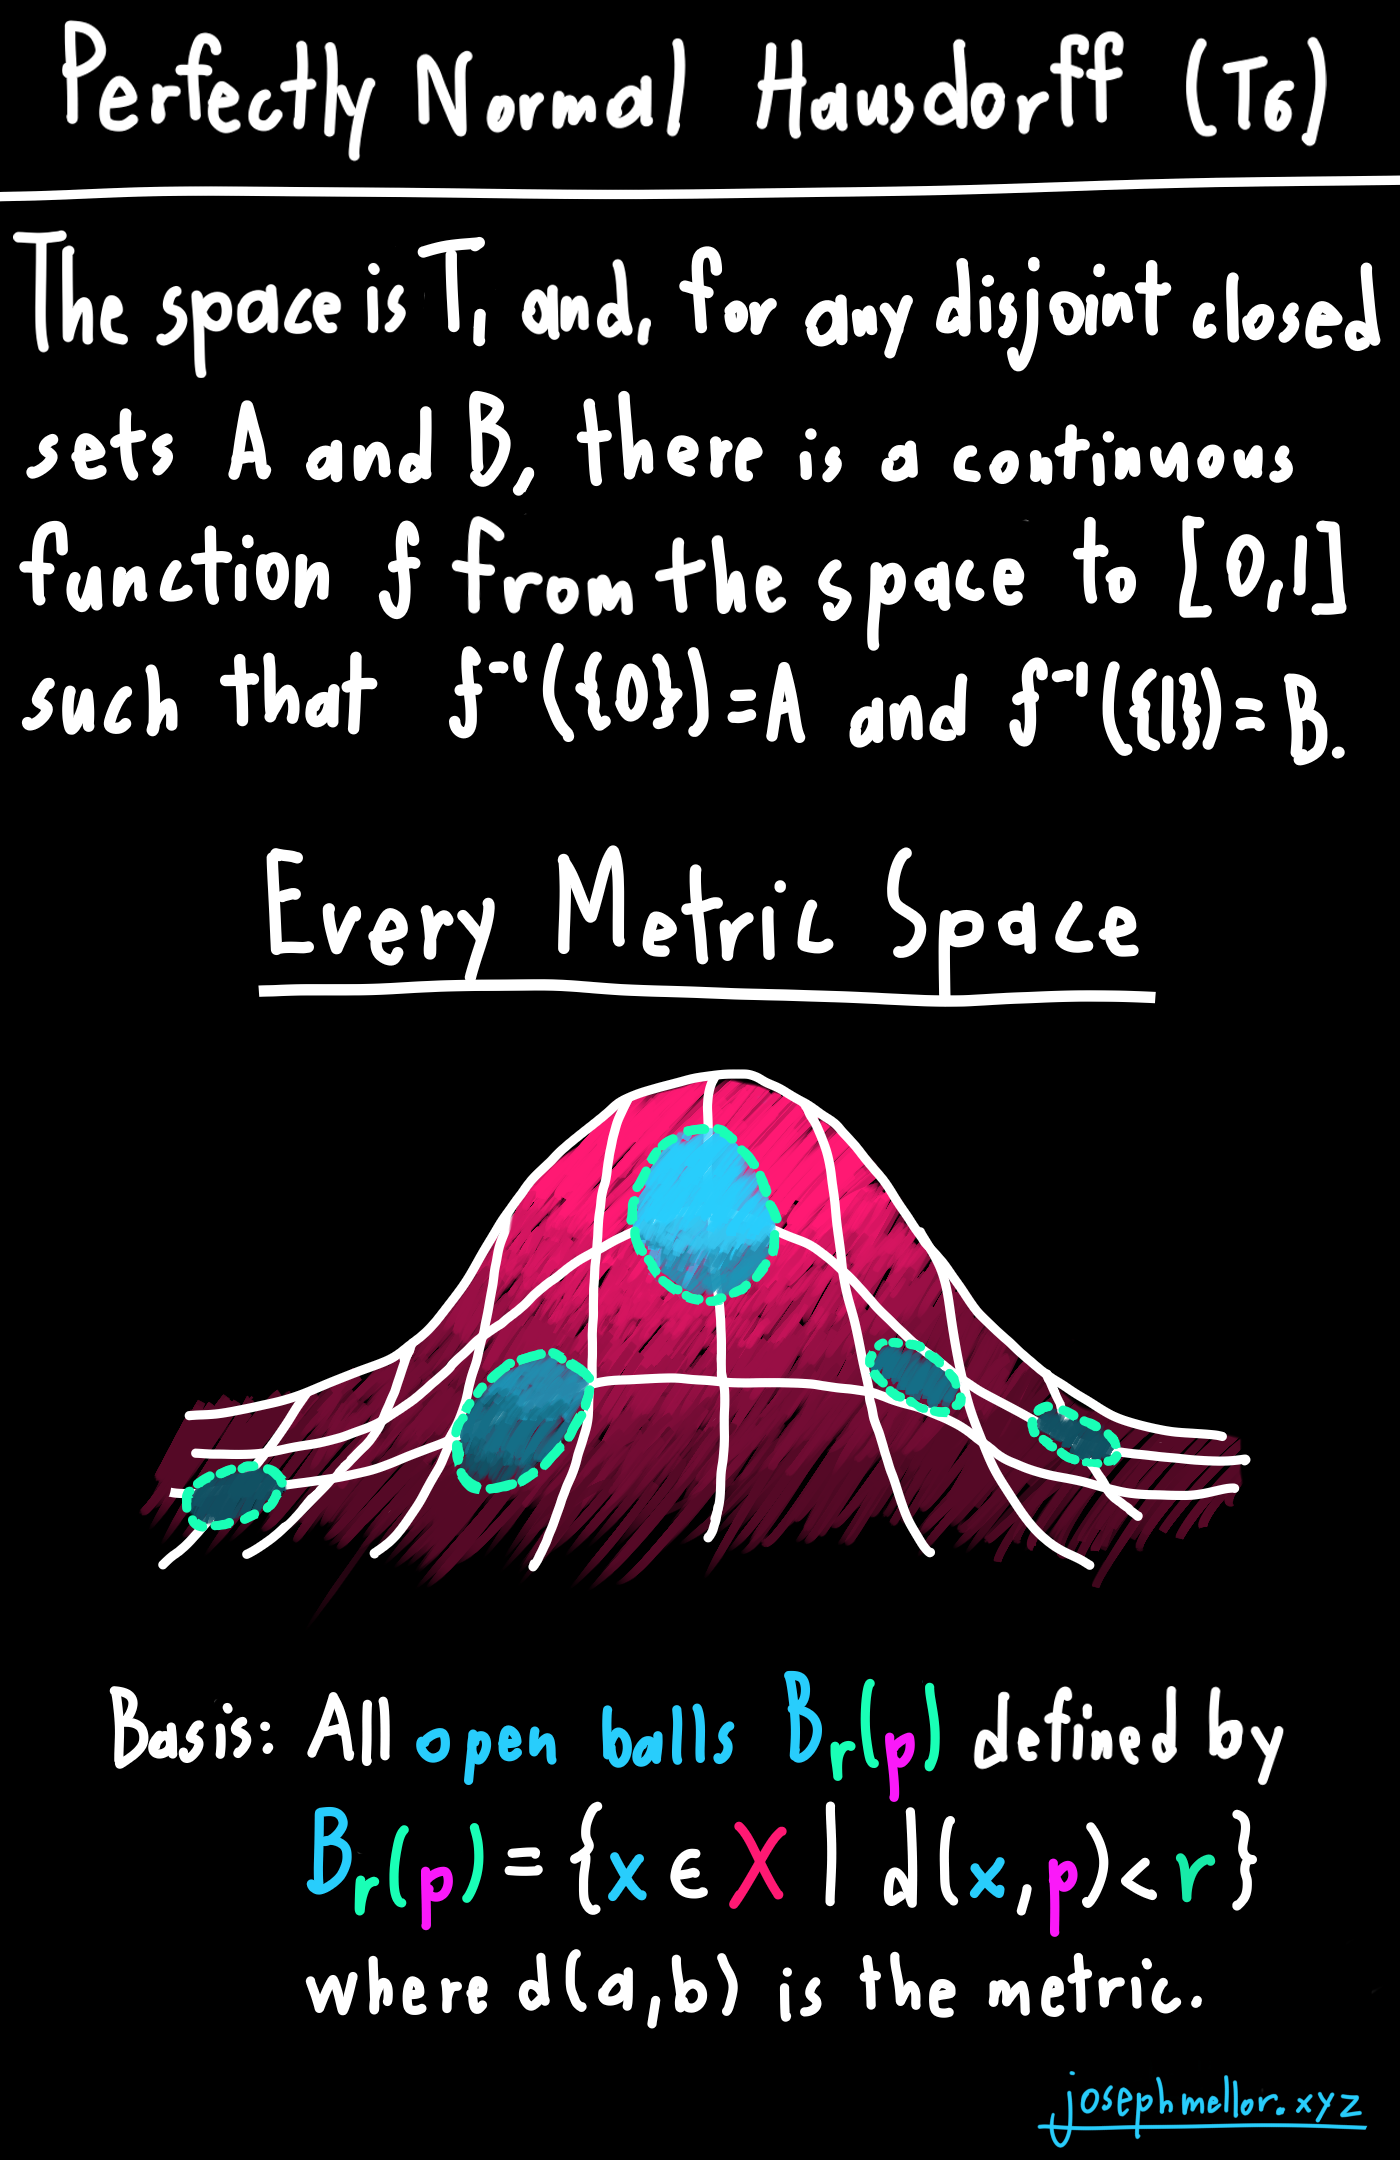 Perfectly Normal Hausdorff (T6)
The space is T₁ and, for any disjoint closed
sets A and B, there is a continuous
function f from the space to [0,1]
such that f⁻¹({0})=A and f⁻¹({1})=B.
Every Metric Space
Basis: All open balls Bᵣ(p) defined by
Bᵣ(p) = {x ∈ X | d(x,p) < r}
where d(a,b) is the metric.
josephmellor.xyz